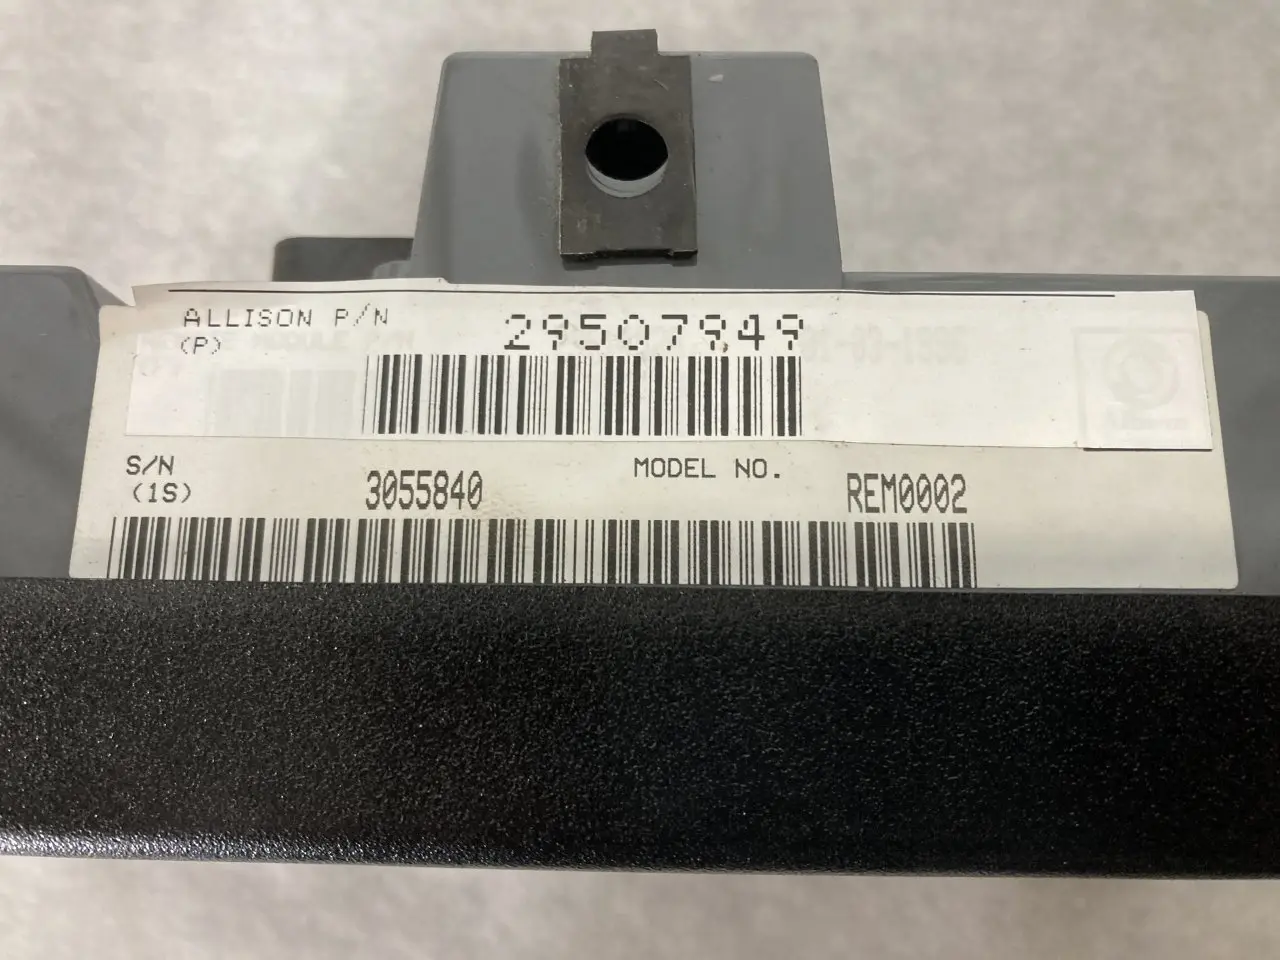 ALLISON P/N
29507949
(P)
S/N
3055840
MODEL NO.
REM0002
(1S)